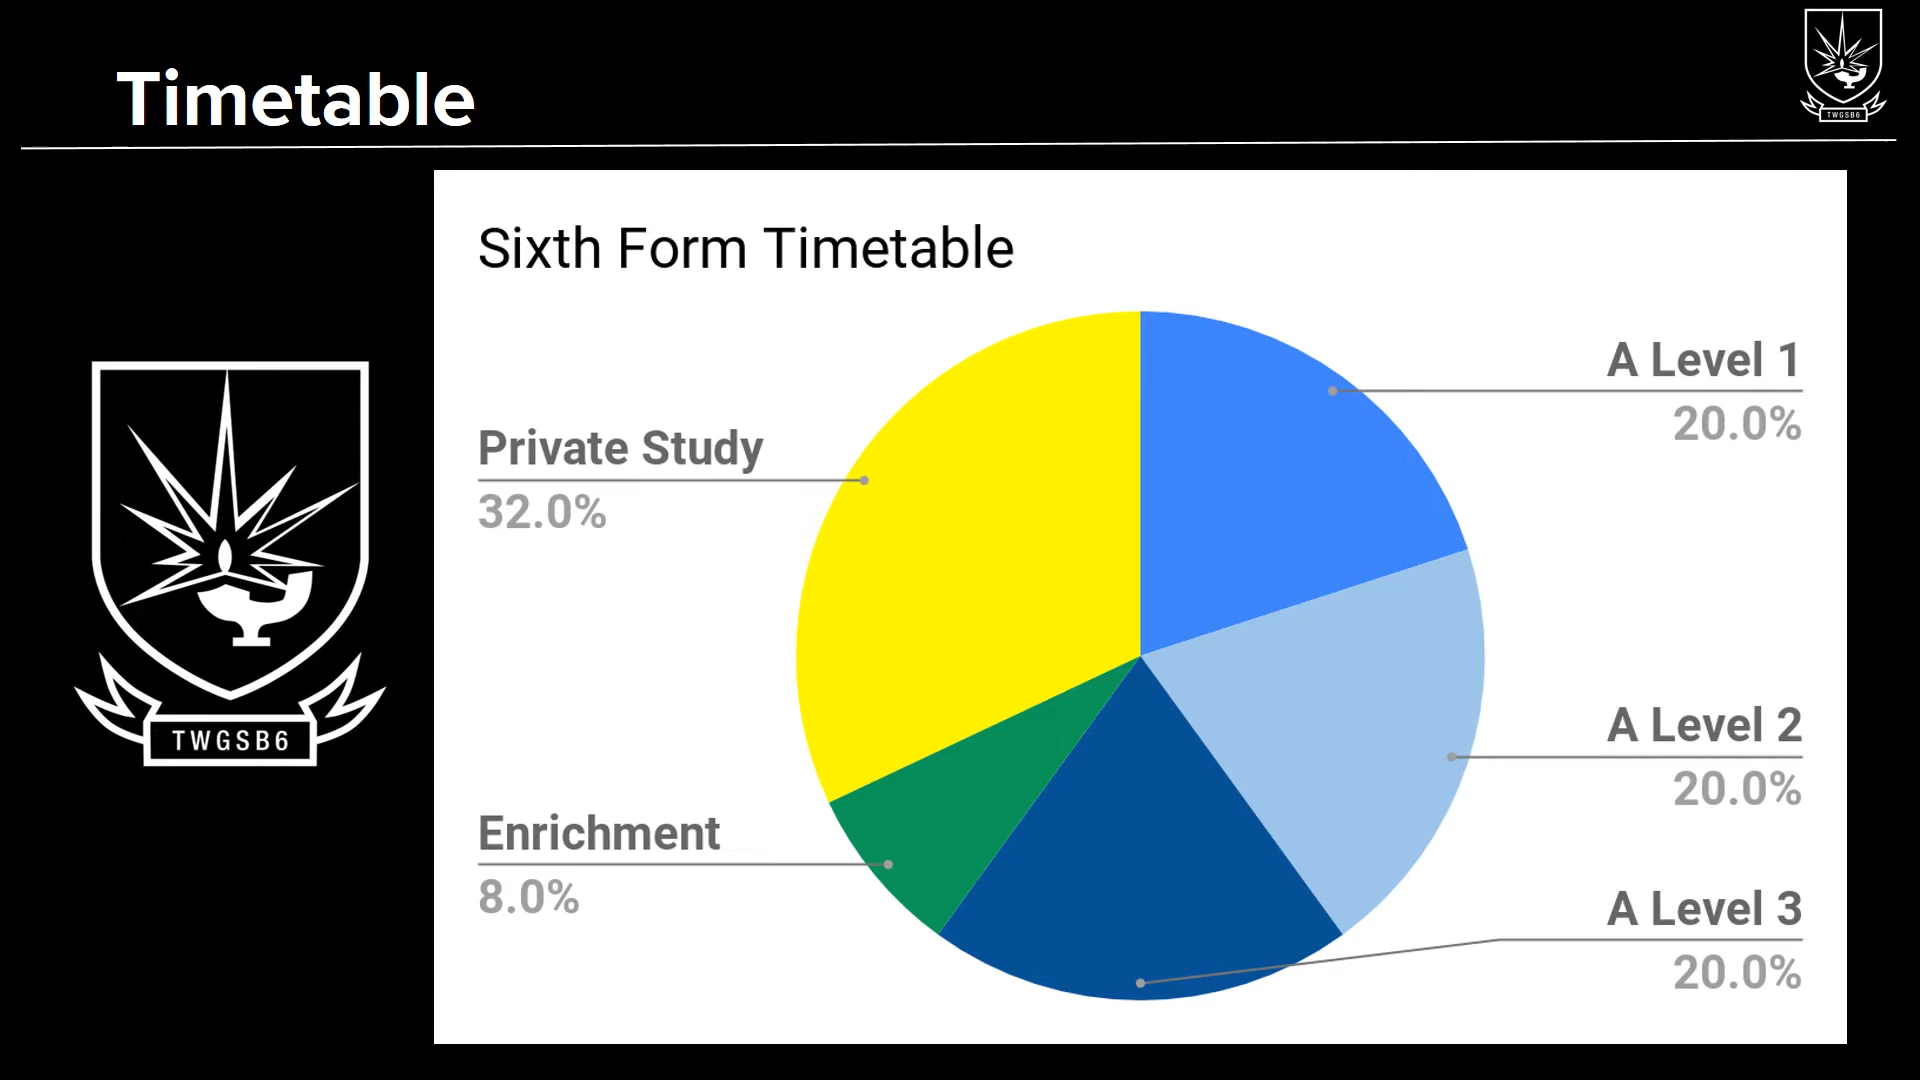 Timetable
TWGSB6
Sixth Form Timetable
A Level 1
20.0%
Private Study
32.0%
A Level 2
20.0%
Enrichment
8.0%
A Level 3
20.0%
TWGSB6